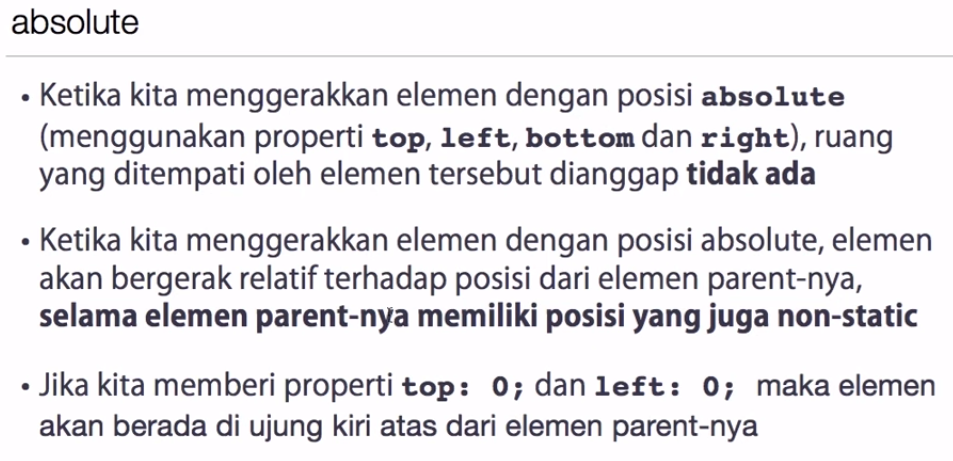 absolute
• Ketika kita menggerakkan elemen dengan posisi absolute
(menggunakan properti top, left, bottom dan right), ruang
yang ditempati oleh elemen tersebut dianggap tidak ada
• Ketika kita menggerakkan elemen dengan posisi absolute, elemen
akan bergerak relatif terhadap posisi dari elemen parent-nya,
selama elemen parent-nya memiliki posisi yang juga non-static
• Jika kita memberi properti top: 0; dan left: 0; maka elemen
akan berada di ujung kiri atas dari elemen parent-nya